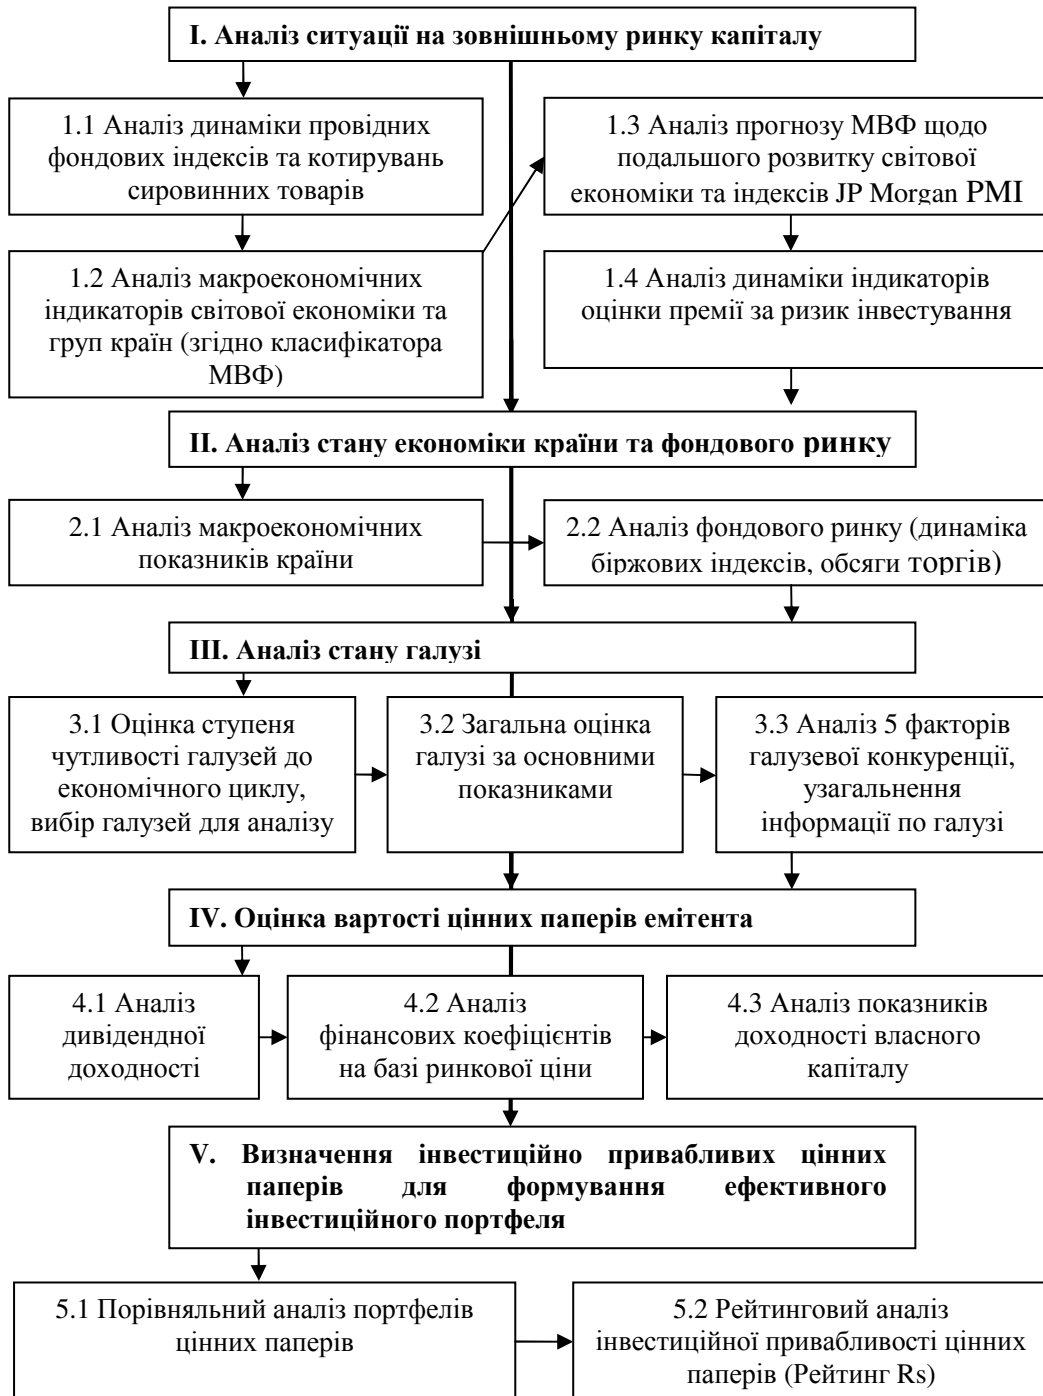 I. Аналіз ситуації на зовнішньому ринку капіталу
1.1 Аналіз динаміки провідних
фондових індексів та котирувань
сировинних товарів
1.2 Аналіз макроекономічних
індикаторів світової економіки та
груп країн (згідно класифікатора
МВФ)
1.3 Аналіз прогнозу МВФ щодо
подальшого розвитку світової
економіки та індексів JP Morgan PMI
1.4 Аналіз динаміки індикаторів
оцінки премії за ризик інвестування
II. Аналіз стану економіки країни та фондового ринку
2.1 Аналіз макроекономічних
показників країни
2.2 Аналіз фондового ринку (динаміка
біржових індексів, обсяги торгів)
III. Аналіз стану галузі
3.1 Оцінка ступеня
чутливості галузей до
економічного циклу,
вибір галузей для аналізу
3.2 Загальна оцінка
галузі за основними
показниками
3.3 Аналіз 5 факторів
галузевої конкуренції,
узагальнення
інформації по галузі
IV. Оцінка вартості цінних паперів емітента
4.1 Аналіз
дивідендної
доходності
4.2 Аналіз
фінансових коефіцієнтів
на базі ринкової ціни
4.3 Аналіз показників
доходності власного
капіталу
V. Визначення інвестиційно привабливих цінних
паперів для формування ефективного
інвестиційного портфеля
5.1 Порівняльний аналіз портфелів
цінних паперів
5.2 Рейтинговий аналіз
інвестиційної привабливості цінних
паперів (Рейтинг Rs)